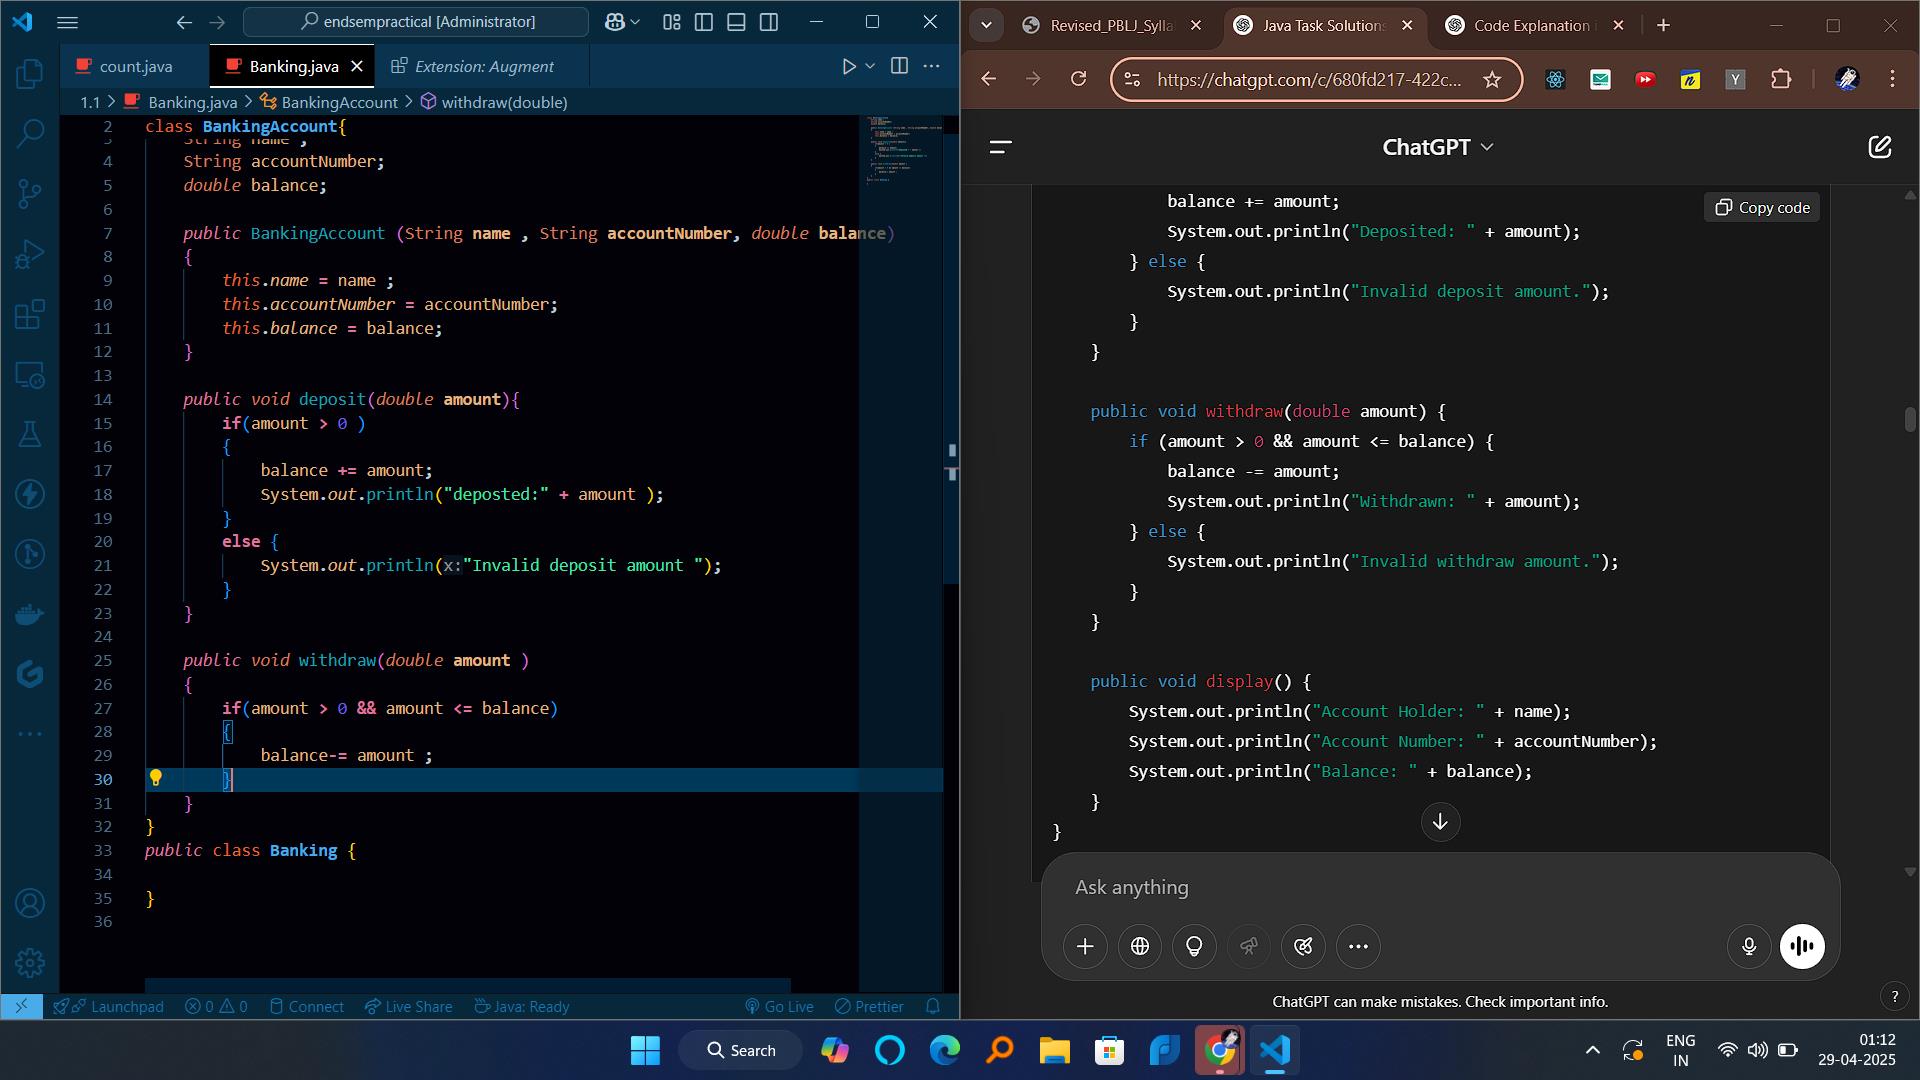 endsempractical [Administrator]
count.java
Banking.java
Extension: Augment
1.1 > Banking.java > BankingAccount > withdraw(double)
2 class BankingAccount{
3 String name ;
4 String accountNumber;
5 double balance;
6
7 public BankingAccount (String name , String accountNumber, double balance)
8 {
9 this.name = name ;
10 this.accountNumber = accountNumber;
11 this.balance = balance;
12 }
13
14 public void deposit(double amount){
15 if(amount > 0 )
16 {
17 balance += amount;
18 System.out.println("deposted:" + amount );
19 }
20 else {
21 System.out.println(x:"Invalid deposit amount ");
22 }
23 }
24
25 public void withdraw(double amount )
26 {
27 if(amount > 0 && amount <= balance)
28 {
29 balance-= amount ;
30 }
31 }
32 }
33 public class Banking {
34
35 }
36
Launchpad 0 0 Connect Live Share Java: Ready Go Live Prettier
Revised_PBLJ_Sylla
Java Task Solutions
Code Explanation
https://chatgpt.com/c/680fd217-422c...
ChatGPT
Copy code
balance += amount;
System.out.println("Deposited: " + amount);
} else {
System.out.println("Invalid deposit amount.");
}
}
public void withdraw(double amount) {
if (amount > 0 && amount <= balance) {
balance -= amount;
System.out.println("Withdrawn: " + amount);
} else {
System.out.println("Invalid withdraw amount.");
}
}
public void display() {
System.out.println("Account Holder: " + name);
System.out.println("Account Number: " + accountNumber);
System.out.println("Balance: " + balance);
}
}
Ask anything
ChatGPT can make mistakes. Check important info.
?
Search
ENG
IN
01:12
29-04-2025